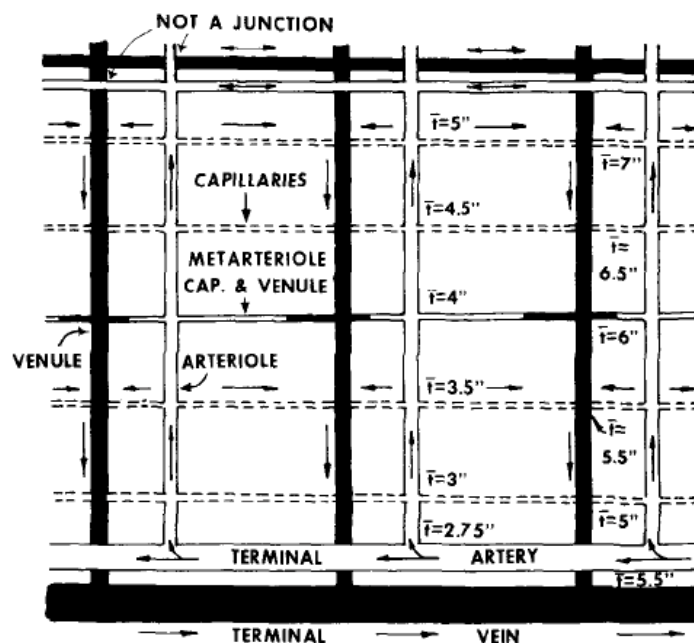 NOT A JUNCTION
t̄=5"
t̄=7"
CAPILLARIES
t̄=4.5"
METARTERIOLE
CAP. & VENULE
t̄≈
6.5"
t̄=4"
t̄=6"
VENULE
ARTERIOLE
t̄=3.5"
t̄≈
5.5"
t̄=3"
t̄=2.75"
t̄=5"
TERMINAL ARTERY
t̄=5.5"
TERMINAL VEIN